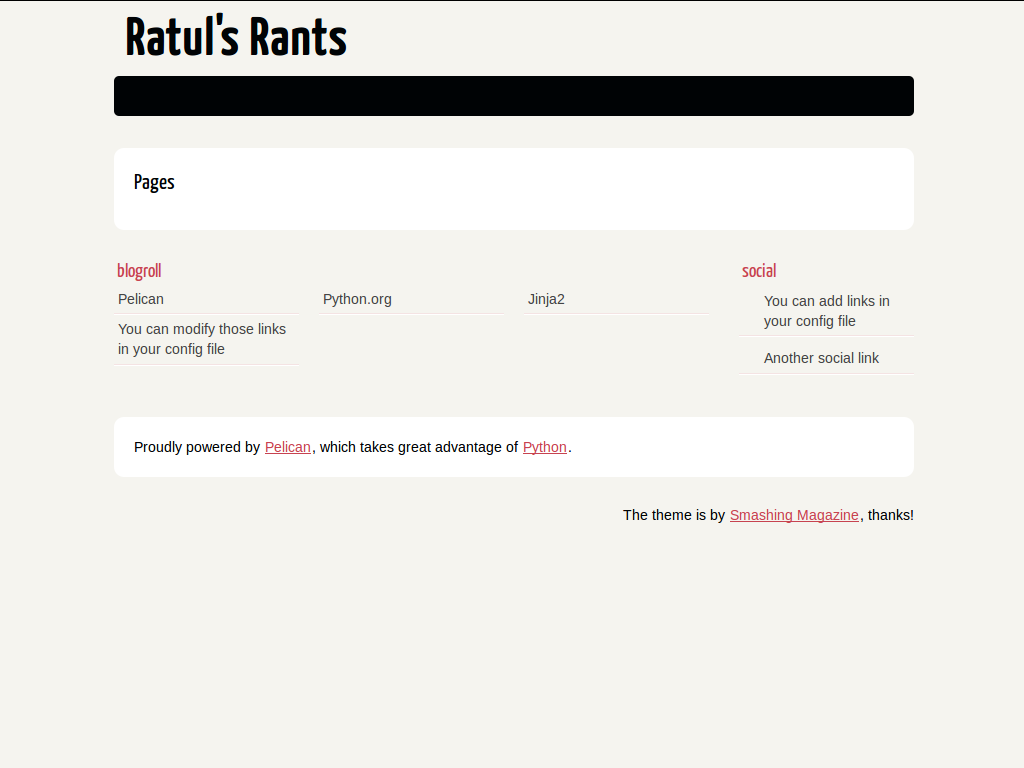 Ratul's Rants
Pages
blogroll
Pelican
Python.org
Jinja2
You can modify those links
in your config file
social
You can add links in
your config file
Another social link
Proudly powered by Pelican, which takes great advantage of Python.
The theme is by Smashing Magazine, thanks!